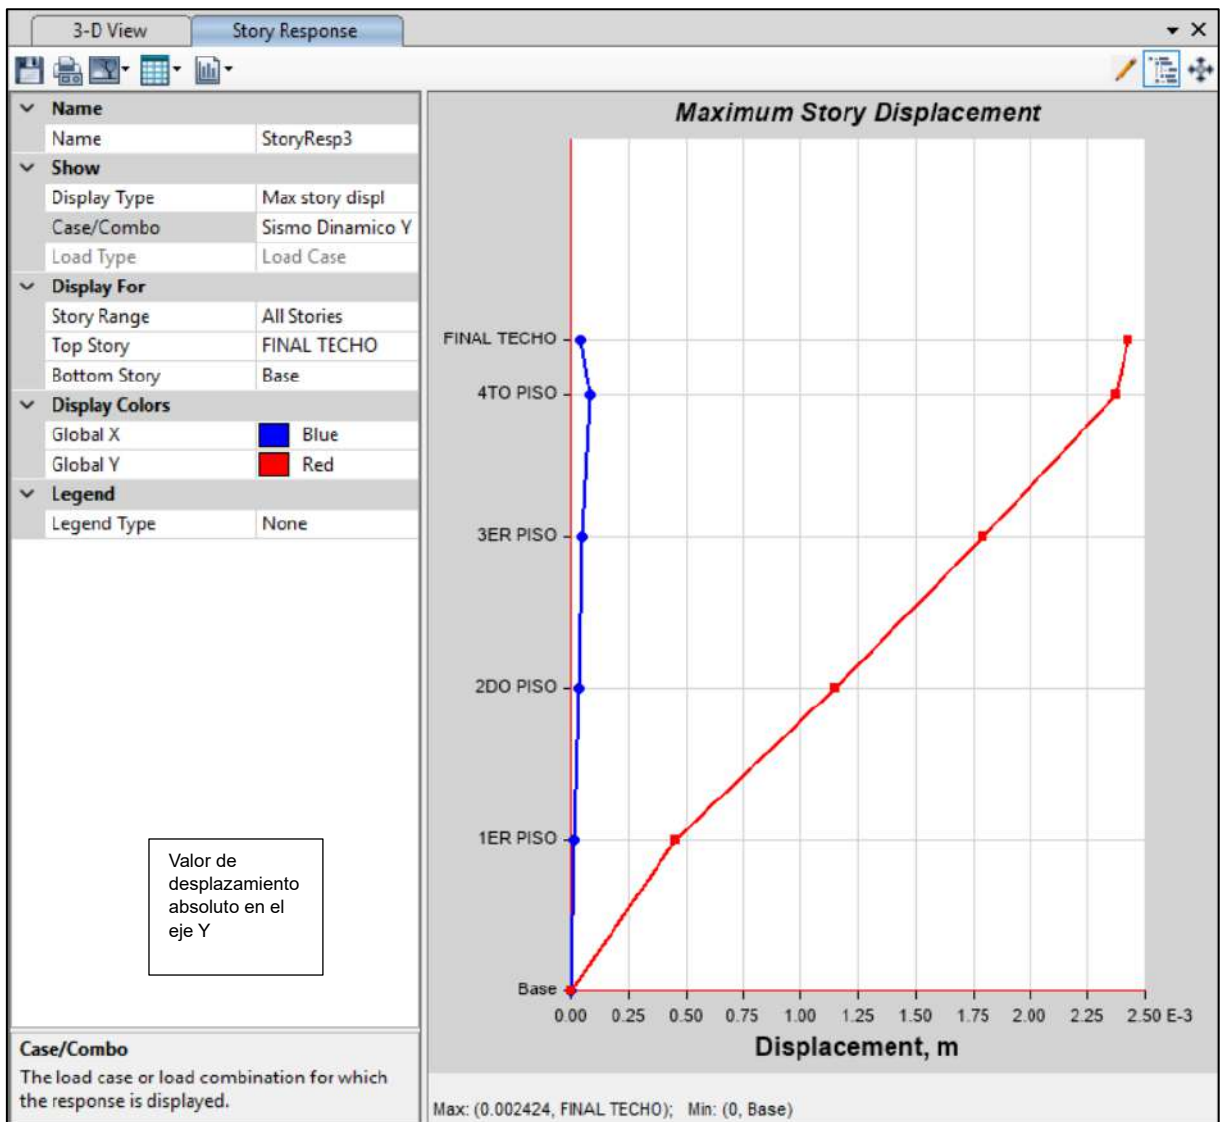 3-D View
Story Response
Name
Name StoryResp3
Show
Display Type Max story displ
Case/Combo Sismo Dinamico Y
Load Type Load Case
Display For
Story Range All Stories
Top Story FINAL TECHO
Bottom Story Base
Display Colors
Global X Blue
Global Y Red
Legend
Legend Type None
Valor de
desplazamiento
absoluto en el
eje Y
Case/Combo
The load case or load combination for which
the response is displayed.
Maximum Story Displacement
FINAL TECHO
4TO PISO
3ER PISO
2DO PISO
1ER PISO
Base
0.00 0.25 0.50 0.75 1.00 1.25 1.50 1.75 2.00 2.25 2.50 E-3
Displacement, m
Max: (0.002424, FINAL TECHO); Min: (0, Base)